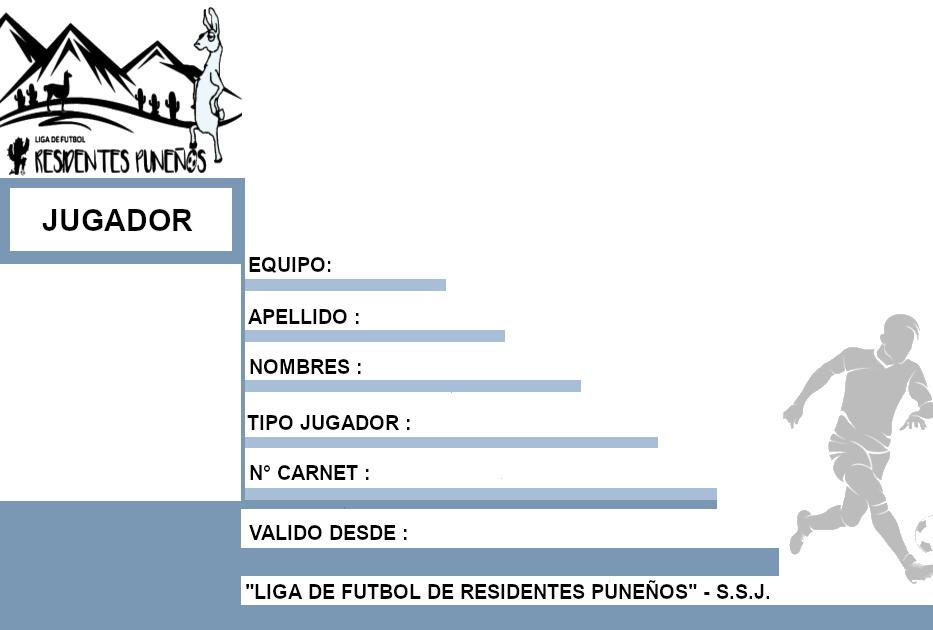 LIGA DE FUTBOL
RESIDENTES PUNEÑOS
JUGADOR
EQUIPO:
APELLIDO :
NOMBRES :
TIPO JUGADOR :
N° CARNET :
VALIDO DESDE :
"LIGA DE FUTBOL DE RESIDENTES PUNEÑOS" - S.S.J.